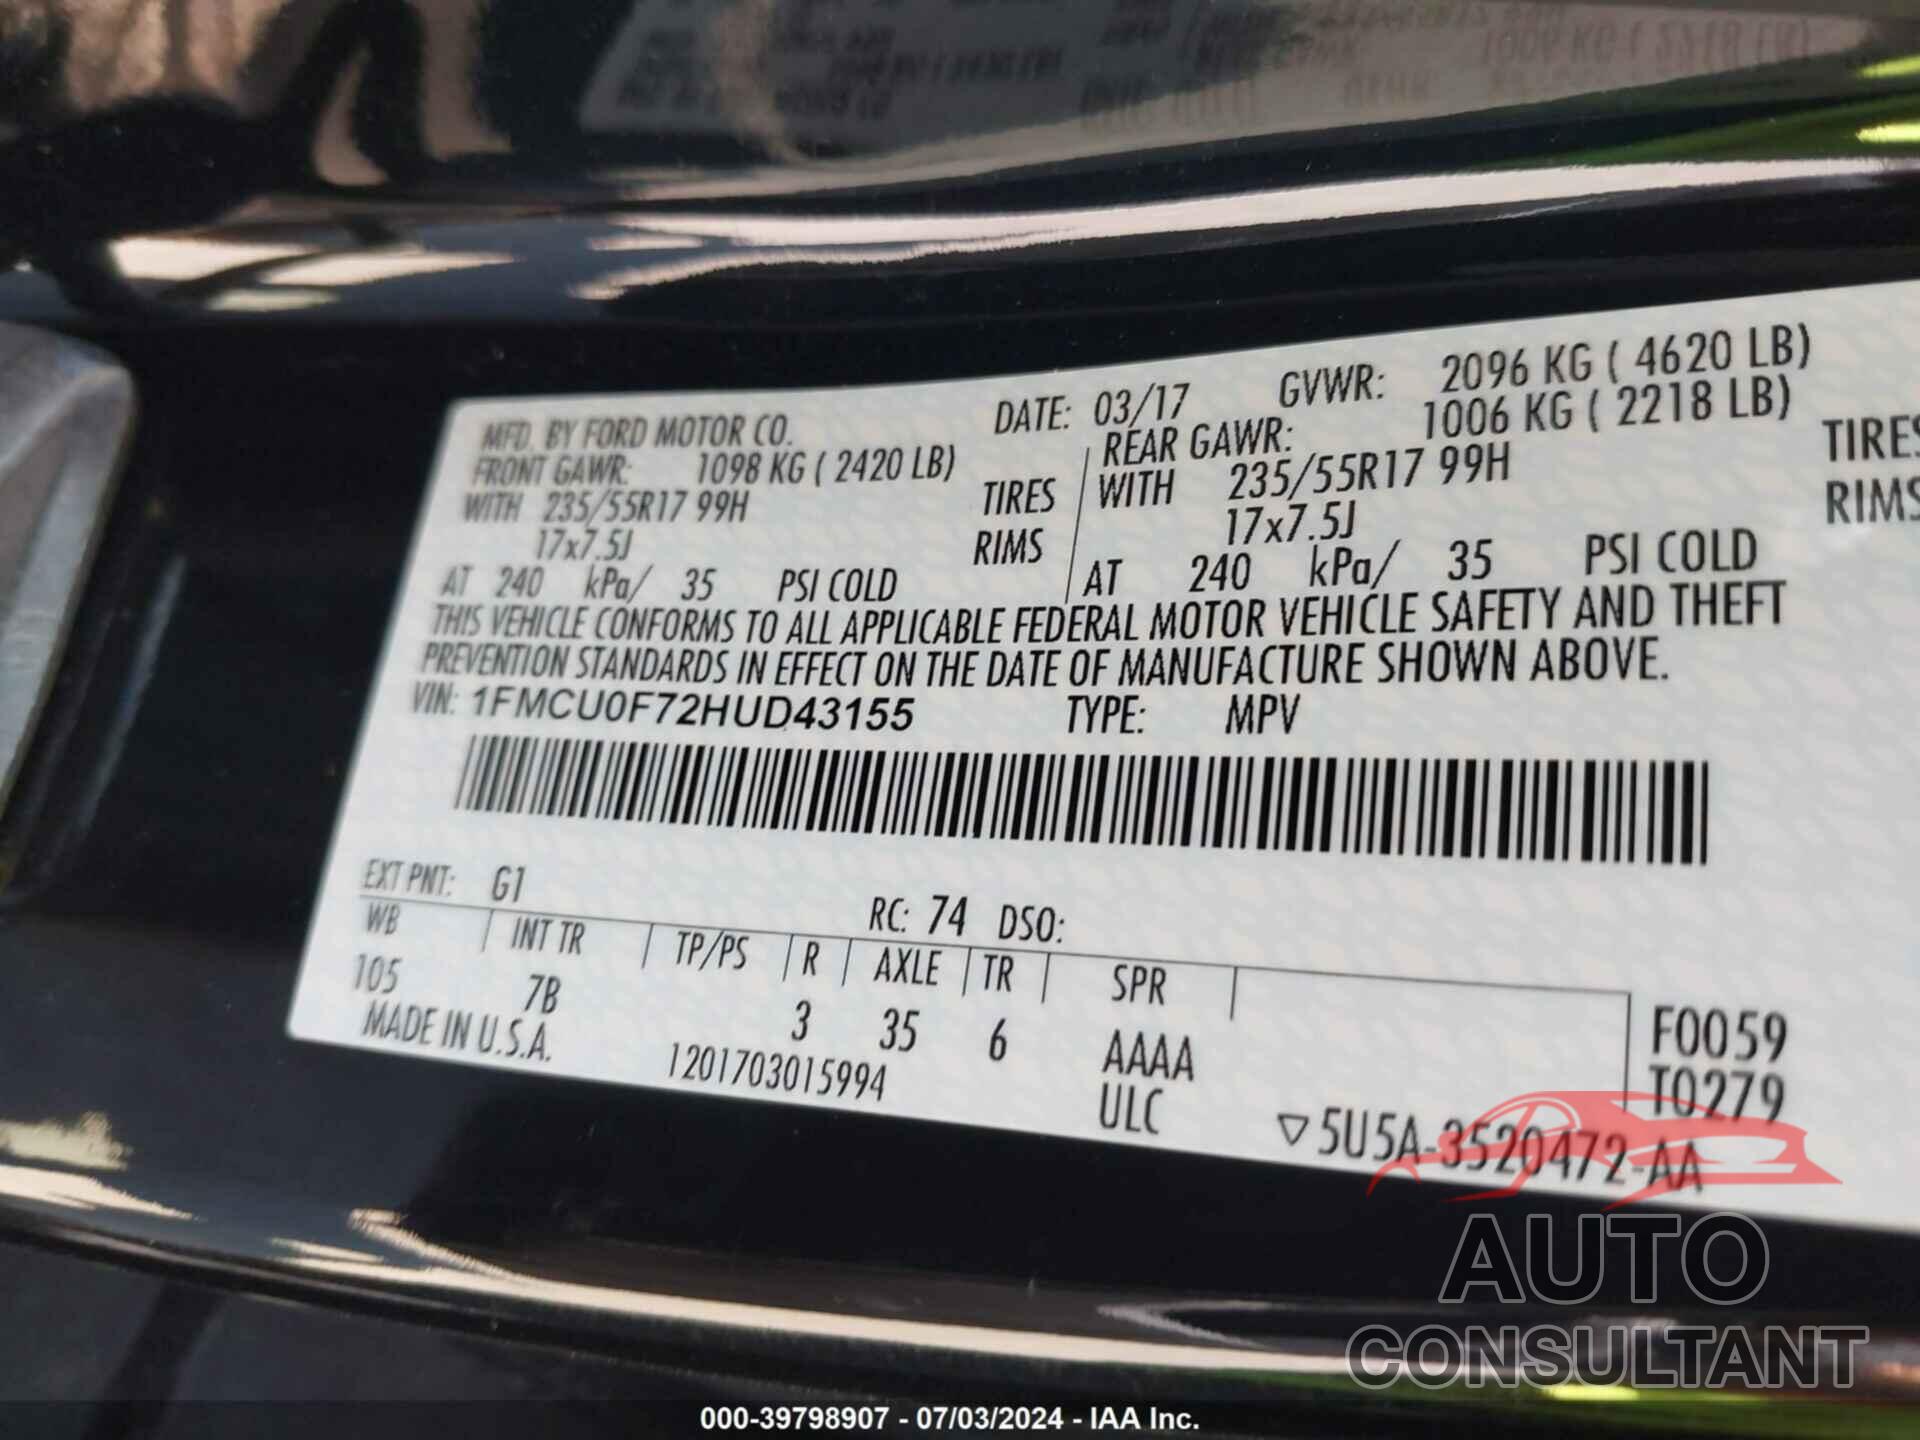 MFD. BY FORD MOTOR CO. DATE: 03/17 GVWR: 2096 KG ( 4620 LB)
FRONT GAWR: 1098 KG ( 2420 LB) REAR GAWR: 1006 KG ( 2218 LB)
WITH 235/55R17 99H TIRES WITH 235/55R17 99H TIRES
17x7.5J RIMS 17x7.5J RIMS
AT 240 kPa/ 35 PSI COLD AT 240 kPa/ 35 PSI COLD
THIS VEHICLE CONFORMS TO ALL APPLICABLE FEDERAL MOTOR VEHICLE SAFETY AND THEFT
PREVENTION STANDARDS IN EFFECT ON THE DATE OF MANUFACTURE SHOWN ABOVE.
VIN: 1FMCU0F72HUD43155 TYPE: MPV
EXT PNT: G1 RC: 74 DSO:
WB INT TR TP/PS R AXLE TR SPR
105 7B 3 35 6 AAAA F0059
MADE IN U.S.A. 1201703015994 ULC T0279
▽5U5A-3520472-AA
AUTO
CONSULTANT
000-39798907 - 07/03/2024 - IAA Inc.